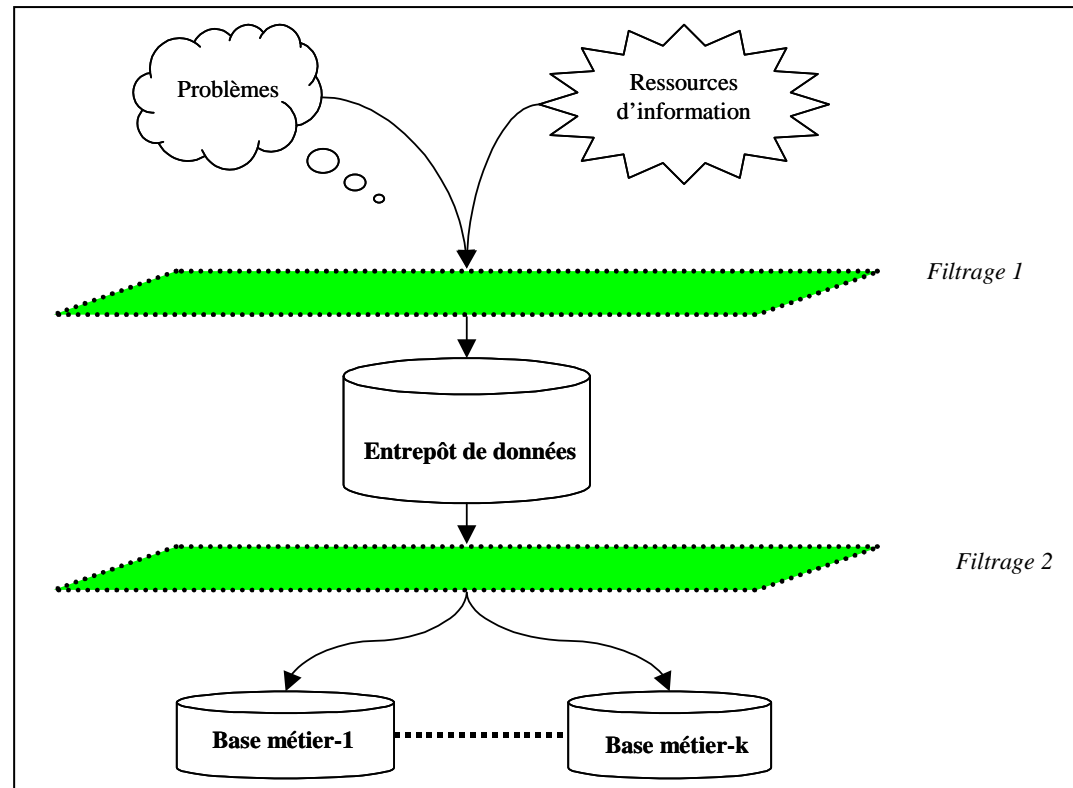 Problèmes
Ressources
d'information
Filtrage 1
Entrepôt de données
Filtrage 2
Base métier-1
Base métier-k